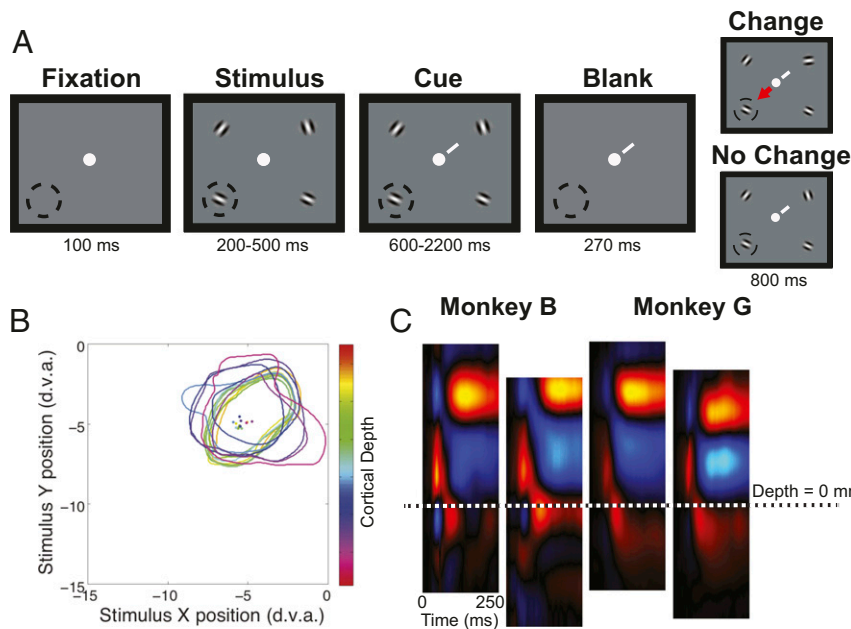 A
Fixation
Stimulus
Cue
Blank
100 ms
200-500 ms
600-2200 ms
270 ms
Change
No Change
800 ms
B
0
−5
−10
−15
−15
−10
−5
0
Stimulus Y position (d.v.a.)
Stimulus X position (d.v.a.)
Cortical Depth
C
Monkey B
Monkey G
Depth = 0 m
0
250
Time (ms)